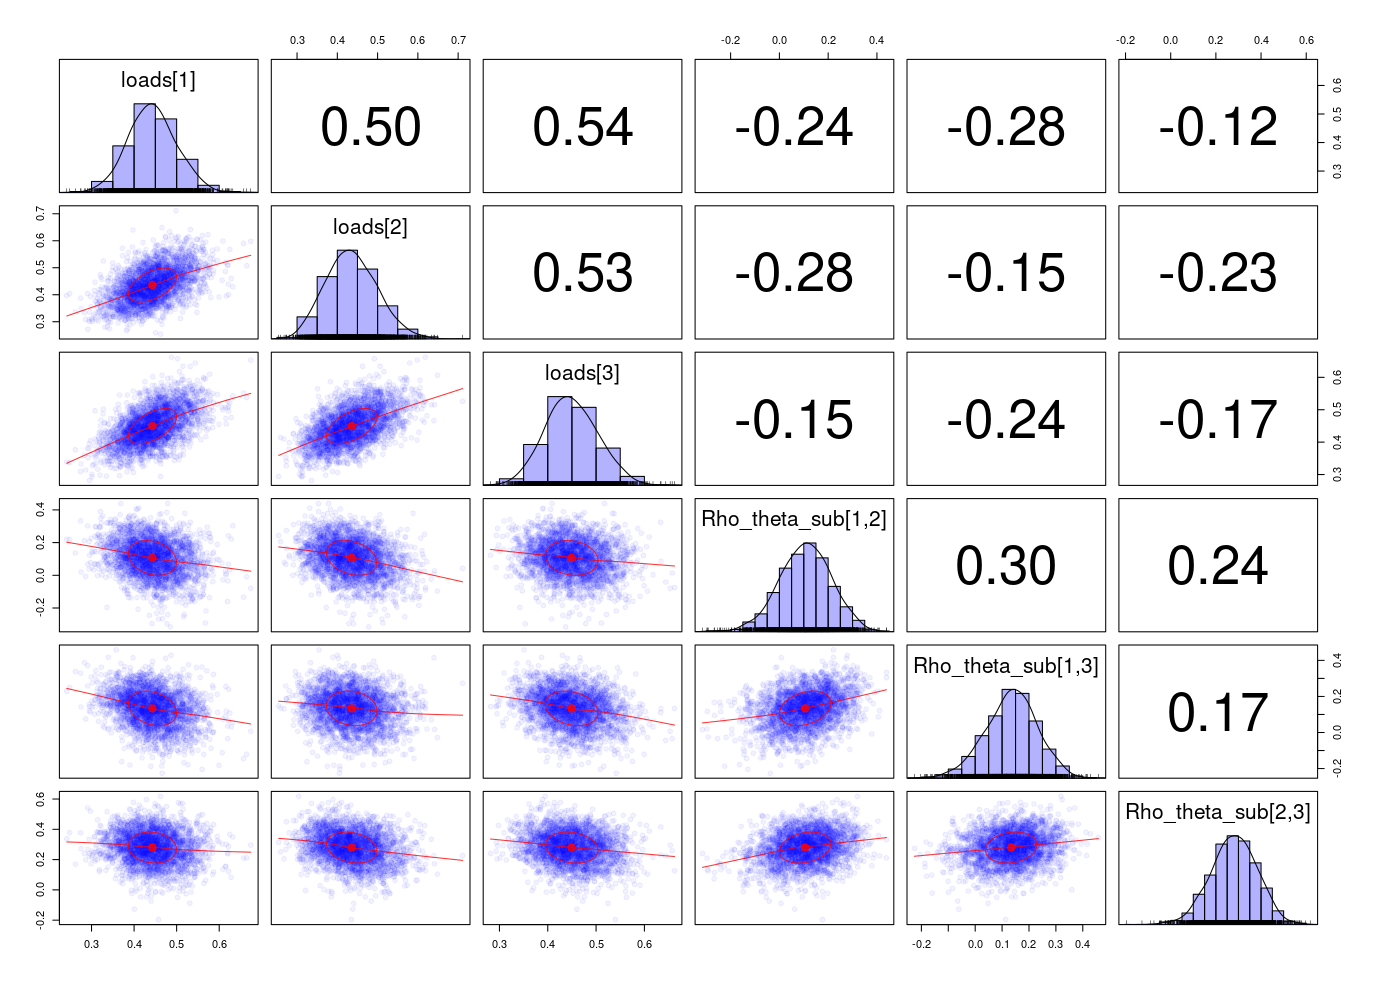 0.3 0.4 0.5 0.7
-0.2 0.0 0.2 0.4
-0.2 0.0 0.2 0.4 0.6
loads[1]
0.50
0.54
-0.24
-0.28
-0.12
0.3 0.4 0.5 0.6
0.3 0.4 0.5 0.6 0.7
loads[2]
0.53
-0.28
-0.15
-0.23
loads[3]
-0.15
-0.24
-0.17
0.3 0.4 0.5 0.6
-0.2 0.0 0.2 0.4
Rho_theta_sub[1,2]
0.30
0.24
Rho_theta_sub[1,3]
0.17
-0.2 0.0 0.2 0.4
-0.2 0.0 0.2 0.4 0.6
Rho_theta_sub[2,3]
0.3 0.4 0.5 0.6
0.3 0.4 0.5 0.6
-0.2 0.0 0.1 0.2 0.3 0.4